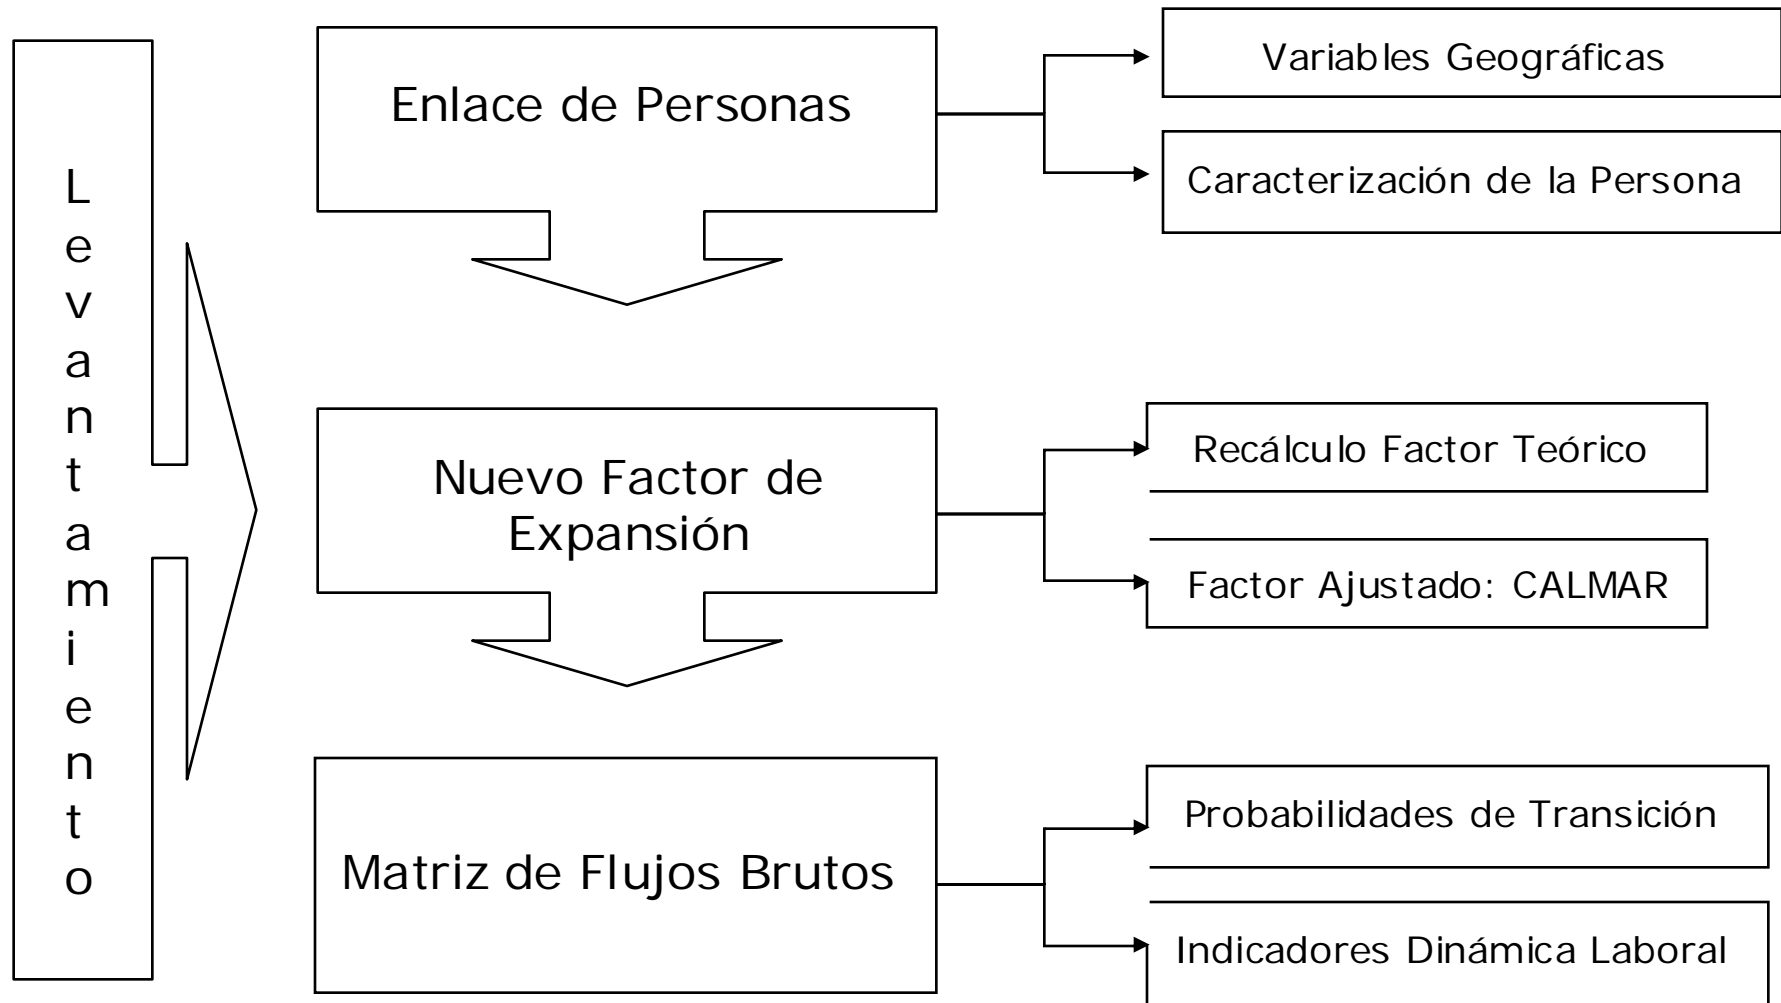 Levantamiento
Enlace de Personas
Variables Geográficas
Caracterización de la Persona
Nuevo Factor de
Expansión
Recálculo Factor Teórico
Factor Ajustado: CALMAR
Matriz de Flujos Brutos
Probabilidades de Transición
Indicadores Dinámica Laboral